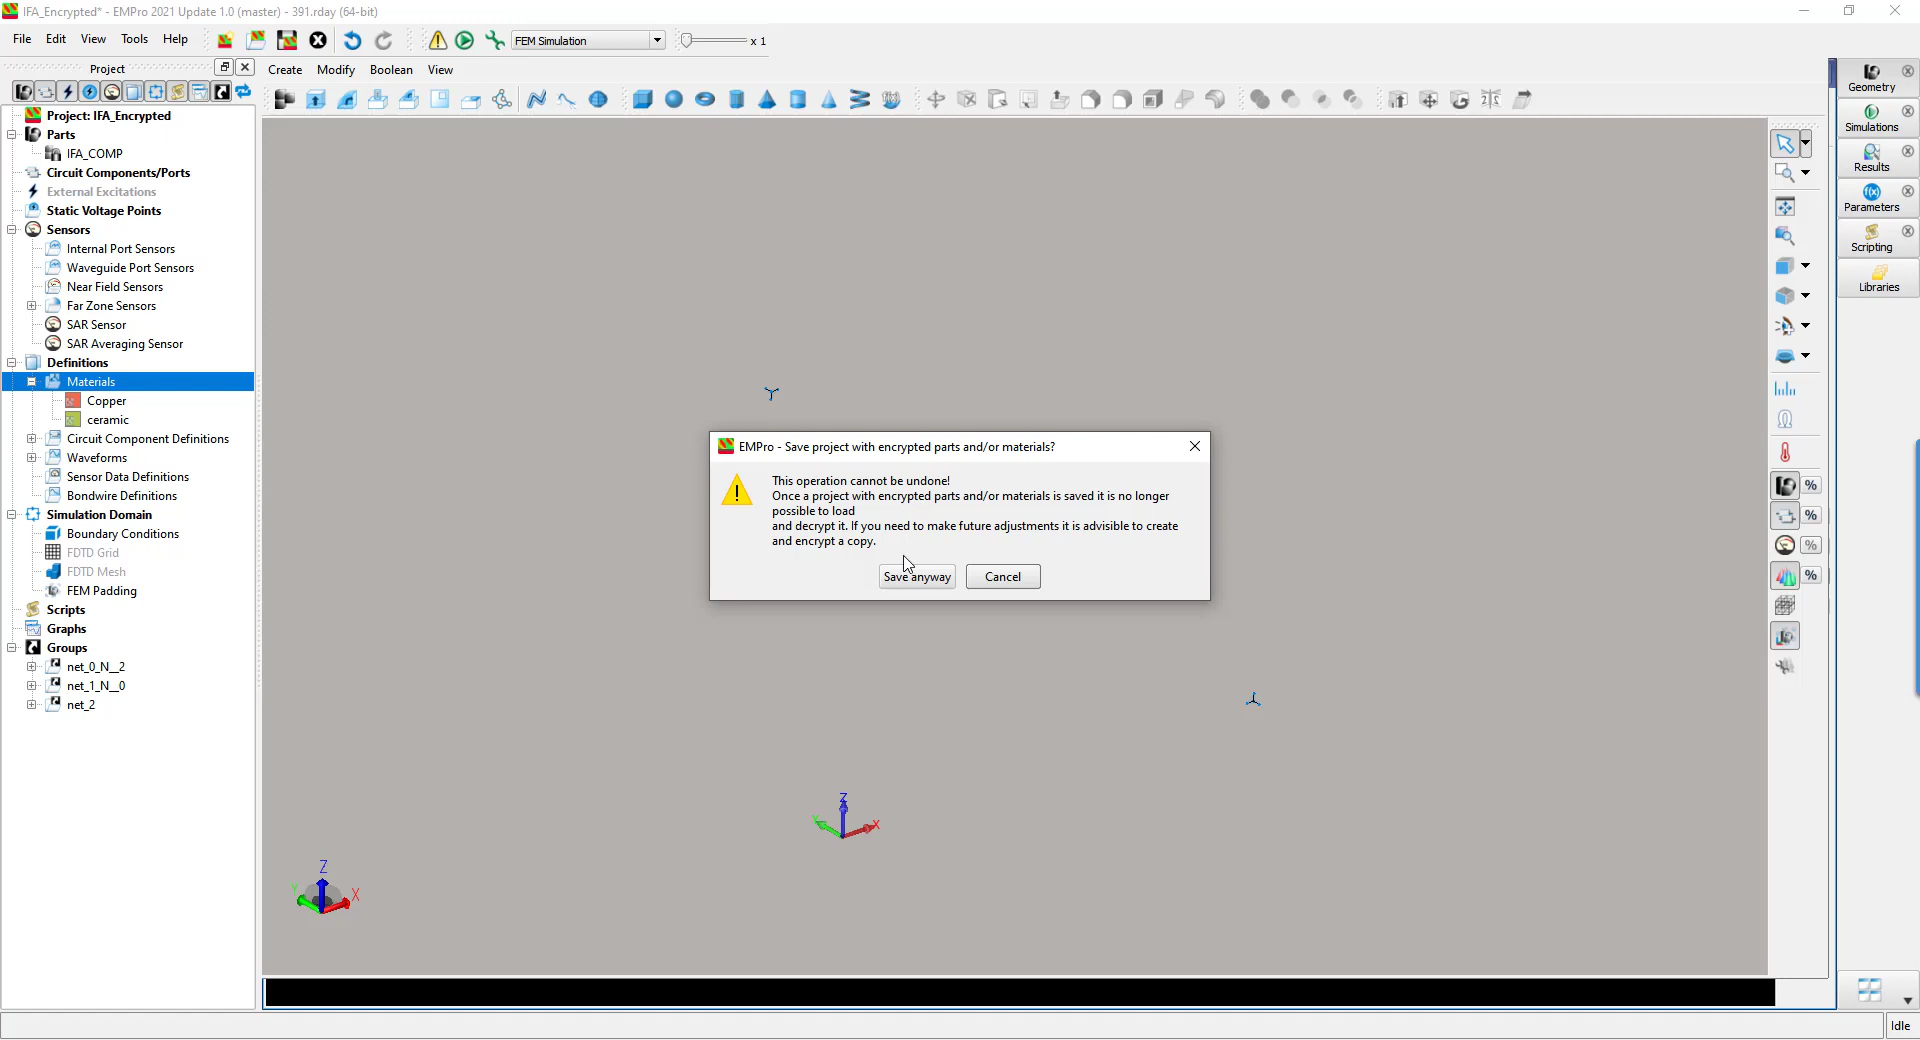 IFA_Encrypted* - EMPro 2021 Update 1.0 (master) - 391.rday (64-bit)
File Edit View Tools Help
FEM Simulation
x 1
Project
Create Modify Boolean View
Project: IFA_Encrypted
Parts
IFA_COMP
Circuit Components/Ports
External Excitations
Static Voltage Points
Sensors
Internal Port Sensors
Waveguide Port Sensors
Near Field Sensors
Far Zone Sensors
SAR Sensor
SAR Averaging Sensor
Definitions
Materials
Copper
ceramic
Circuit Component Definitions
Waveforms
Sensor Data Definitions
Bondwire Definitions
Simulation Domain
Boundary Conditions
FDTD Grid
FDTD Mesh
FEM Padding
Scripts
Graphs
Groups
net_0_N__2
net_1_N__0
net_2
EMPro - Save project with encrypted parts and/or materials?
This operation cannot be undone!
Once a project with encrypted parts and/or materials is saved it is no longer
possible to load
and decrypt it. If you need to make future adjustments it is advisible to create
and encrypt a copy.
Save anyway
Cancel
Z
Y
X
Z
Y
X
%
%
%
%
Geometry
Simulations
Results
f(x)
Parameters
Scripting
Libraries
Idle